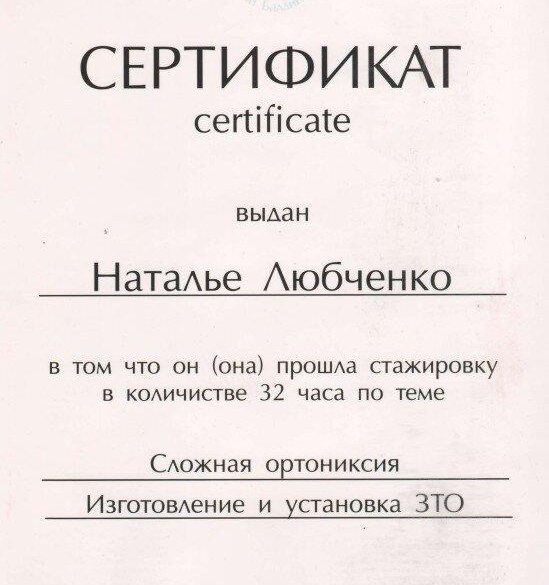 СЕРТИФИКАТ
certificate
выдан
Наталье Любченко
в том что он (она) прошла стажировку
в количистве 32 часа по теме
Сложная ортониксия
Изготовление и установка ЗТО